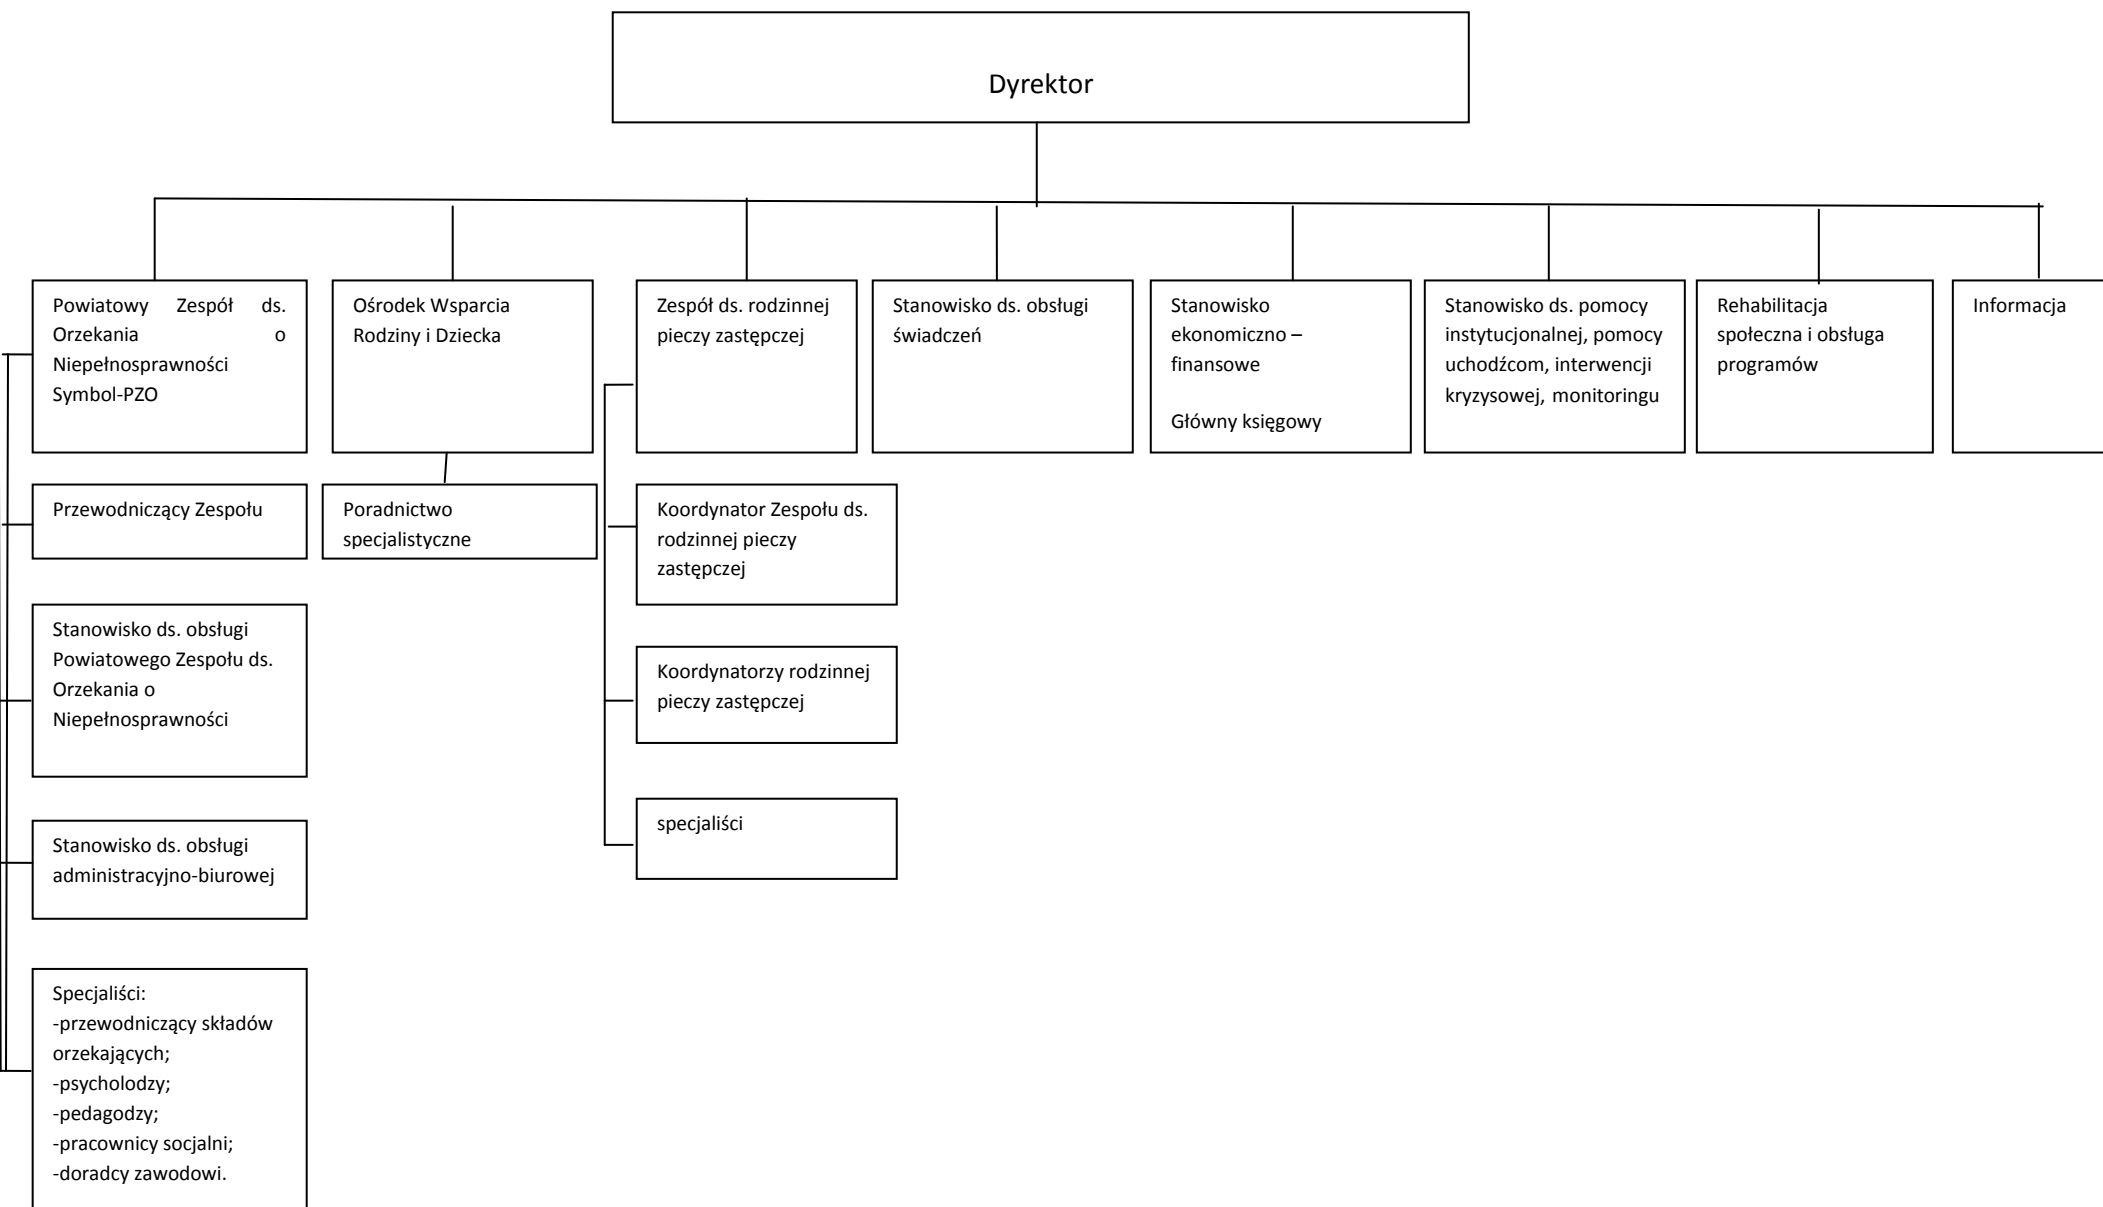 Dyrektor
Powiatowy Zespół ds.
Orzekania o
Niepełnosprawności
Symbol-PZO
Ośrodek Wsparcia
Rodziny i Dziecka
Zespół ds. rodzinnej
pieczy zastępczej
Stanowisko ds. obsługi
świadczeń
Stanowisko
ekonomiczno –
finansowe
Główny księgowy
Stanowisko ds. pomocy
instytucjonalnej, pomocy
uchodźcom, interwencji
kryzysowej, monitoringu
Rehabilitacja
społeczna i obsługa
programów
Informacja
Przewodniczący Zespołu
Poradnictwo
specjalistyczne
Koordynator Zespołu ds.
rodzinnej pieczy
zastępczej
Stanowisko ds. obsługi
Powiatowego Zespołu ds.
Orzekania o
Niepełnosprawności
Koordynatorzy rodzinnej
pieczy zastępczej
specjaliści
Stanowisko ds. obsługi
administracyjno-biurowej
Specjaliści:
-przewodniczący składów
orzekających;
-psycholodzy;
-pedagodzy;
-pracownicy socjalni;
-doradcy zawodowi.